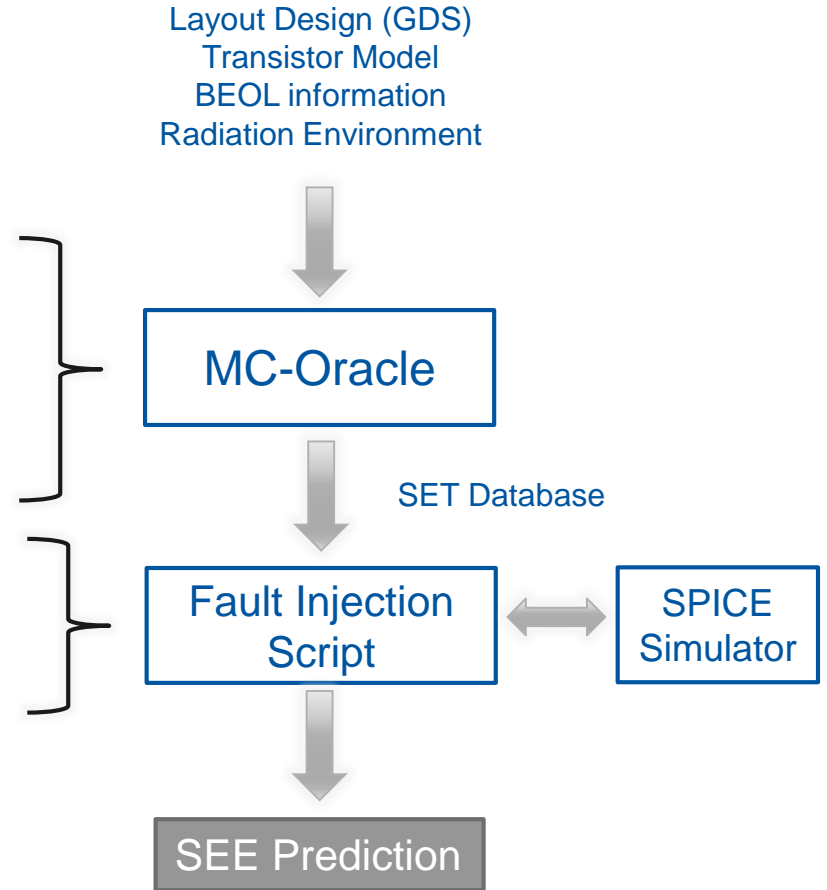 Layout Design (GDS)
Transistor Model
BEOL information
Radiation Environment
MC-Oracle
SET Database
Fault Injection
Script
SPICE
Simulator
SEE Prediction